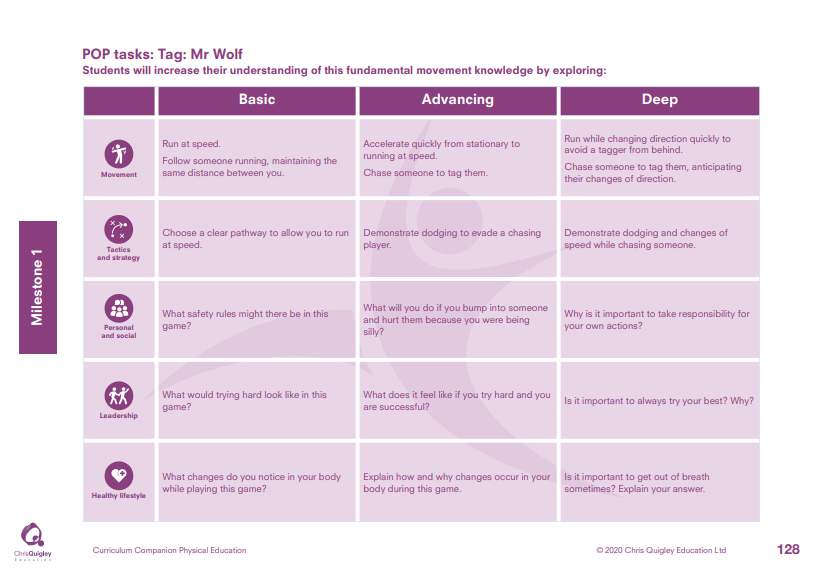 POP tasks: Tag: Mr Wolf
Students will increase their understanding of this fundamental movement knowledge by exploring:
Basic
Advancing
Deep
Movement
Run at speed.
Follow someone running, maintaining the
same distance between you.
Accelerate quickly from stationary to
running at speed.
Chase someone to tag them.
Run while changing direction quickly to
avoid a tagger from behind.
Chase someone to tag them, anticipating
their changes of direction.
Tactics
and strategy
Choose a clear pathway to allow you to run
at speed.
Demonstrate dodging to evade a chasing
player.
Demonstrate dodging and changes of
speed while chasing someone.
Personal
and social
What safety rules might there be in this
game?
What will you do if you bump into someone
and hurt them because you were being
silly?
Why is it important to take responsibility for
your own actions?
Leadership
What would trying hard look like in this
game?
What does it feel like if you try hard and you
are successful?
Is it important to always try your best? Why?
Healthy lifestyle
What changes do you notice in your body
while playing this game?
Explain how and why changes occur in your
body during this game.
Is it important to get out of breath
sometimes? Explain your answer.
Milestone 1
ChrisQuigley
Education
Curriculum Companion Physical Education
© 2020 Chris Quigley Education Ltd
128